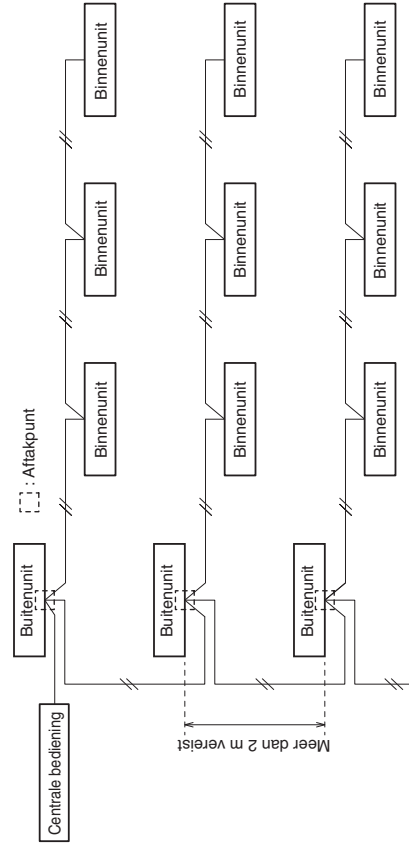 : Aftakpunt
Centrale bediening
Buitenunit
Binnenunit
Binnenunit
Binnenunit
Buitenunit
Binnenunit
Binnenunit
Binnenunit
Meer dan 2 m vereist
Buitenunit
Binnenunit
Binnenunit
Binnenunit